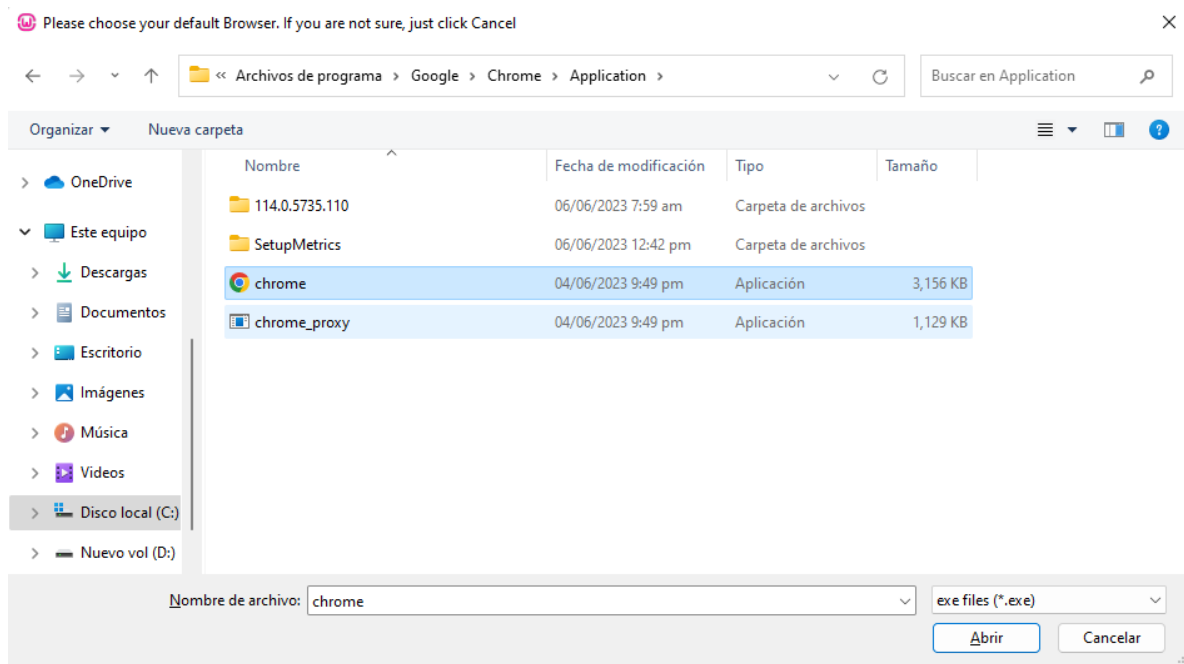 Please choose your default Browser. If you are not sure, just click Cancel
« Archivos de programa > Google > Chrome > Application >
Buscar en Application
Organizar
Nueva carpeta
Nombre Fecha de modificación Tipo Tamaño
OneDrive
Este equipo
Descargas
Documentos
Escritorio
Imágenes
Música
Videos
Disco local (C:)
Nuevo vol (D:)
114.0.5735.110 06/06/2023 7:59 am Carpeta de archivos
SetupMetrics 06/06/2023 12:42 pm Carpeta de archivos
chrome 04/06/2023 9:49 pm Aplicación 3,156 KB
chrome_proxy 04/06/2023 9:49 pm Aplicación 1,129 KB
Nombre de archivo: chrome
exe files (*.exe)
Abrir Cancelar